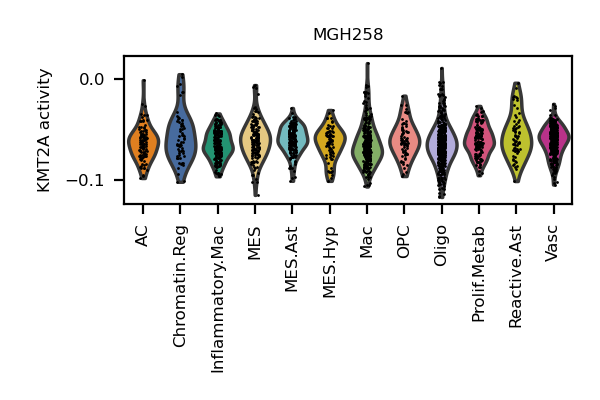 MGH258
KMT2A activity
0.0
−0.1
AC
Chromatin.Reg
Inflammatory.Mac
MES
MES.Ast
MES.Hyp
Mac
OPC
Oligo
Prolif.Metab
Reactive.Ast
Vasc